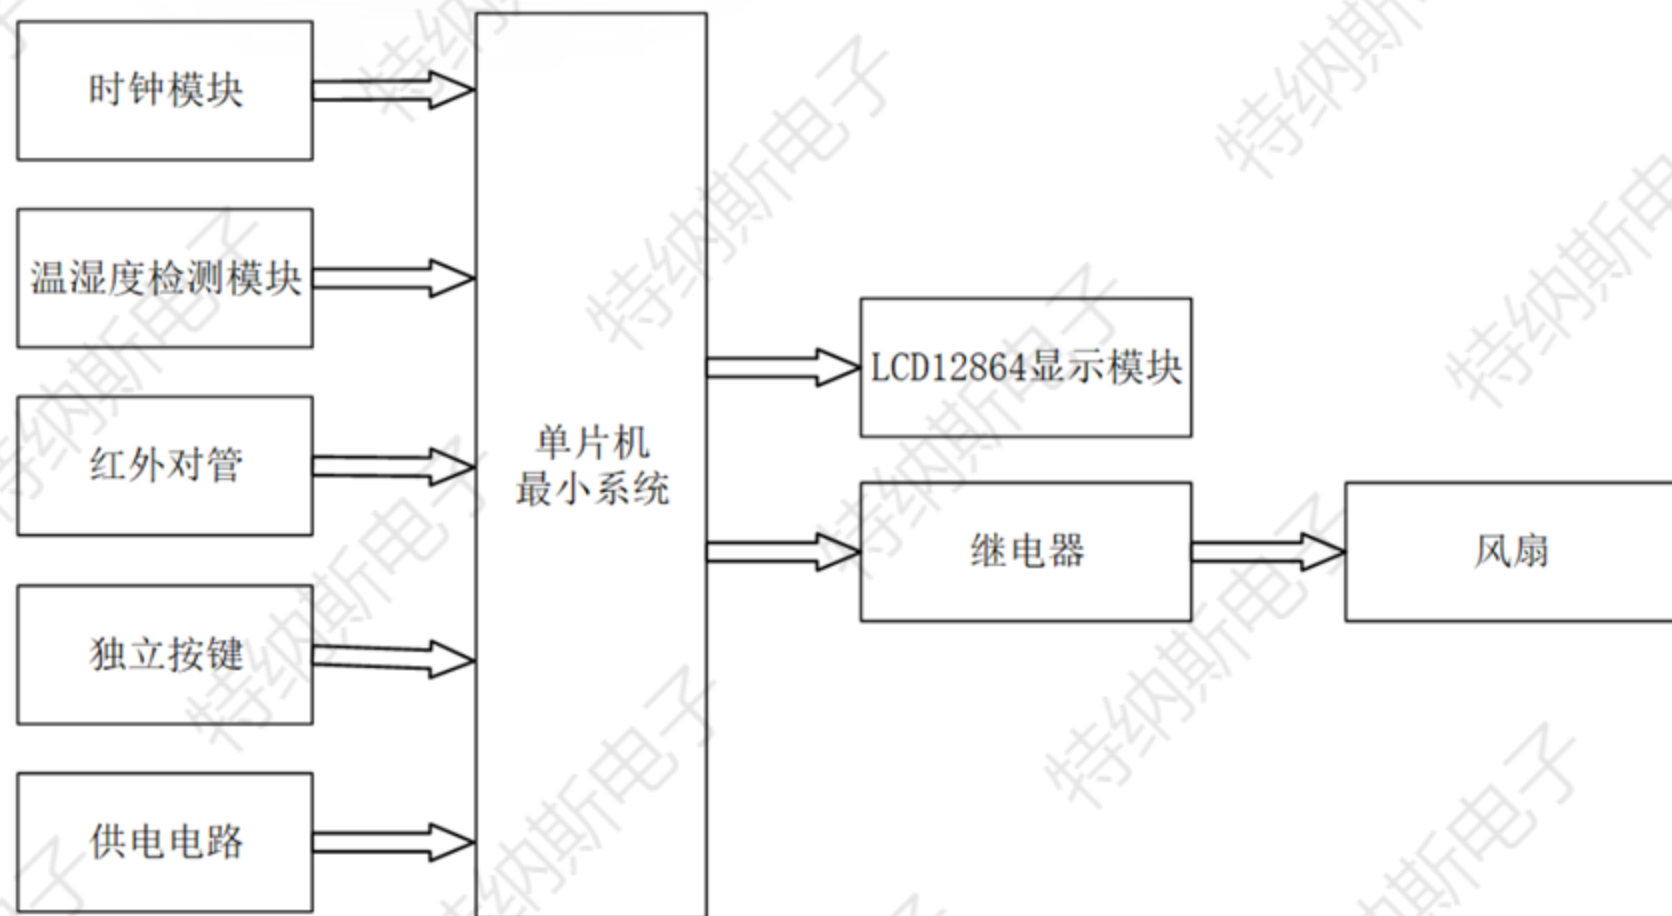 时钟模块
温湿度检测模块
红外对管
独立按键
供电电路
单片机
最小系统
LCD12864显示模块
继电器
风扇
特纳斯电子